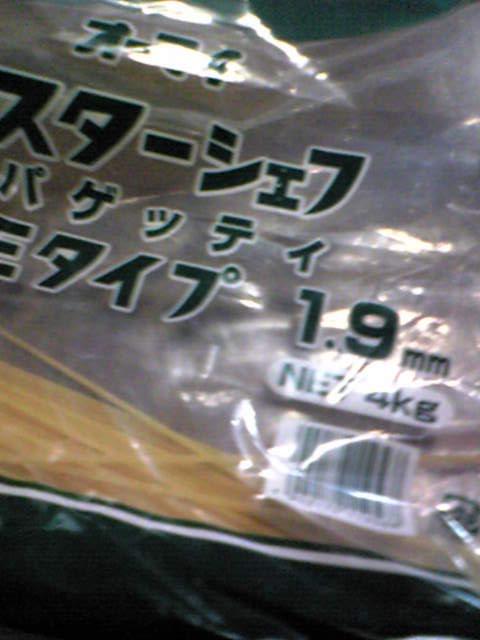 オーマイ
スターシェフ
パゲッティ
Eタイプ 1.9mm
4kg